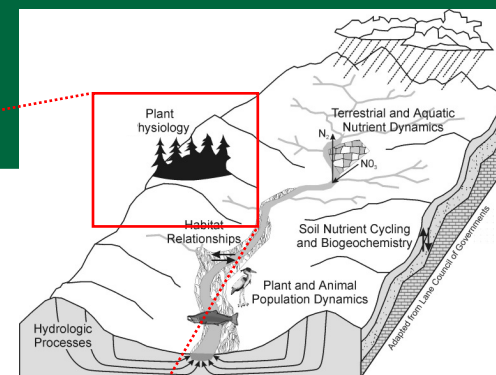 Plant
hysiology
Terrestrial and Aquatic
Nutrient Dynamics
N2
NO3
Habitat
Relationships
Soil Nutrient Cycling
and Biogeochemistry
Plant and Animal
Population Dynamics
Hydrologic
Processes
Adapted from Lane Council of Governments